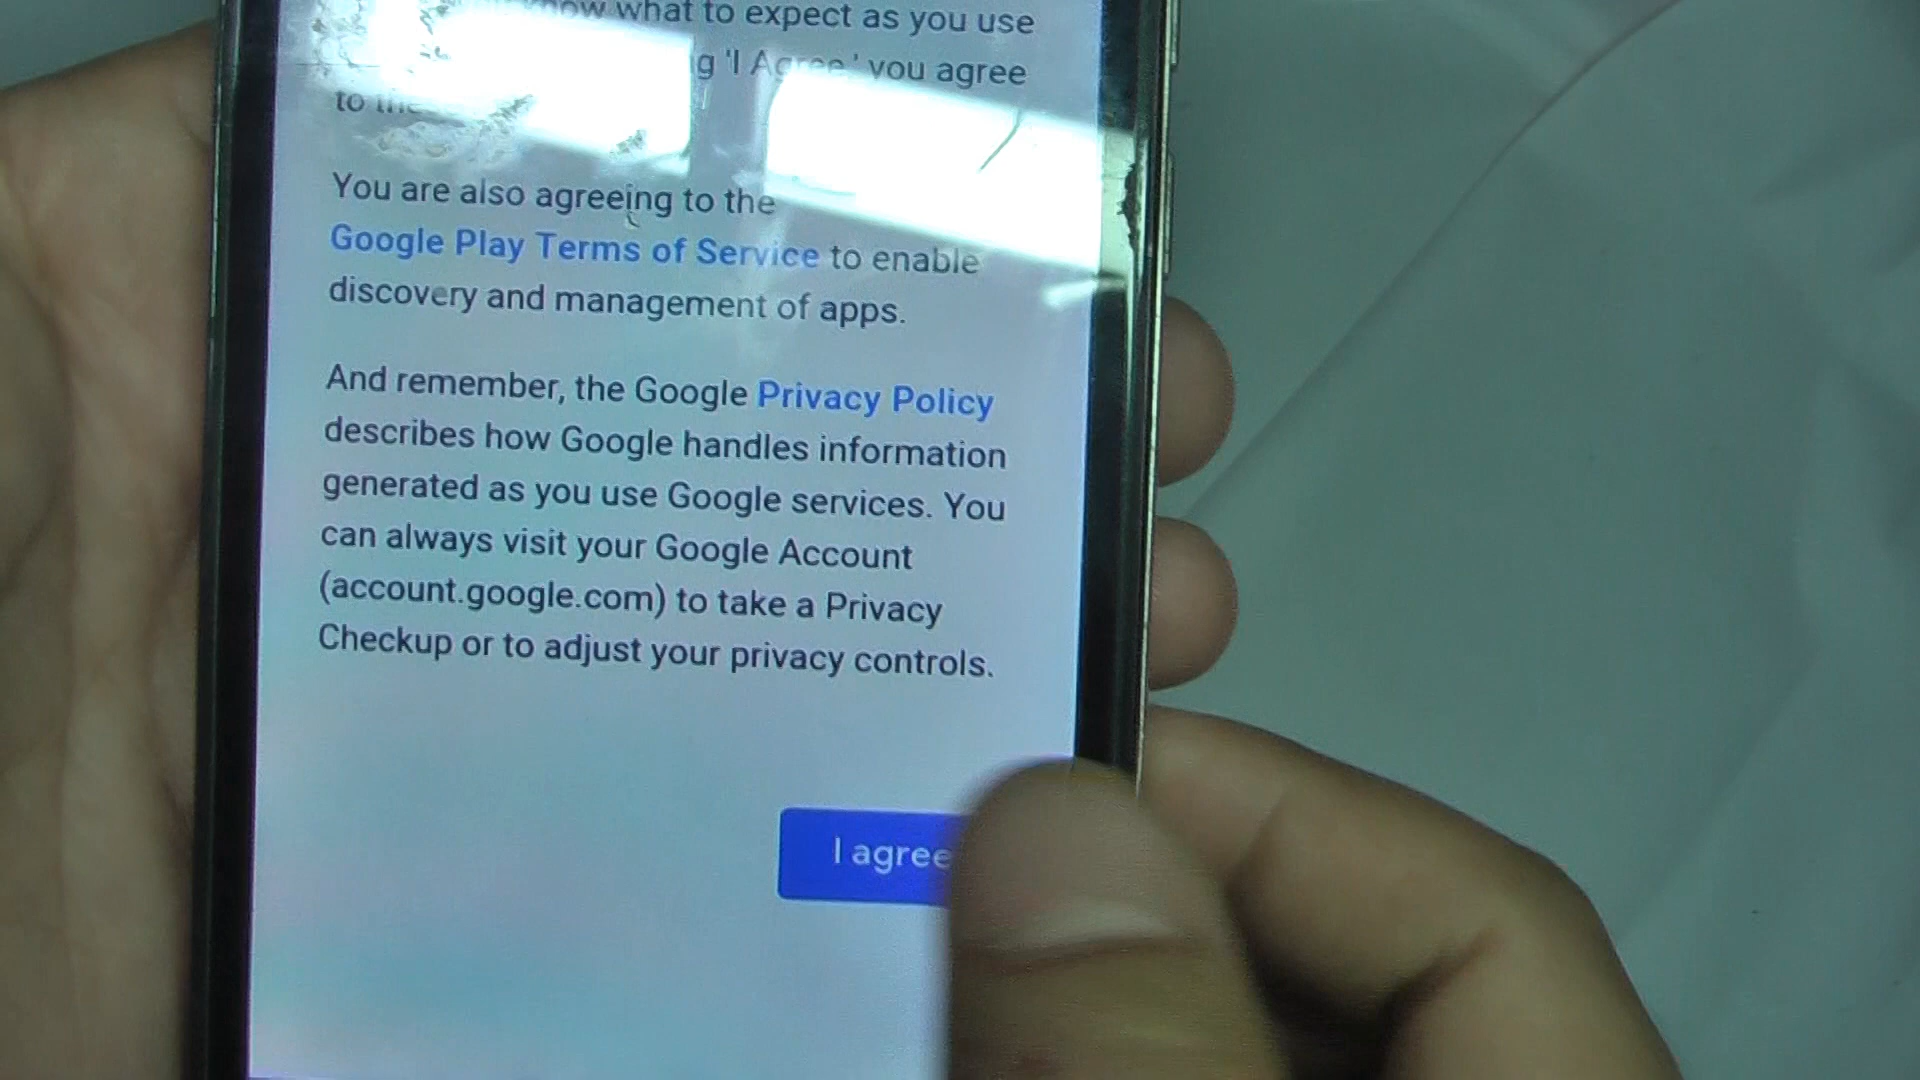 what to expect as you use
'I Agree,' you agree
to
You are also agreeing to the
Google Play Terms of Service to enable
discovery and management of apps.
And remember, the Google Privacy Policy
describes how Google handles information
generated as you use Google services. You
can always visit your Google Account
(account.google.com) to take a Privacy
Checkup or to adjust your privacy controls.
I agree